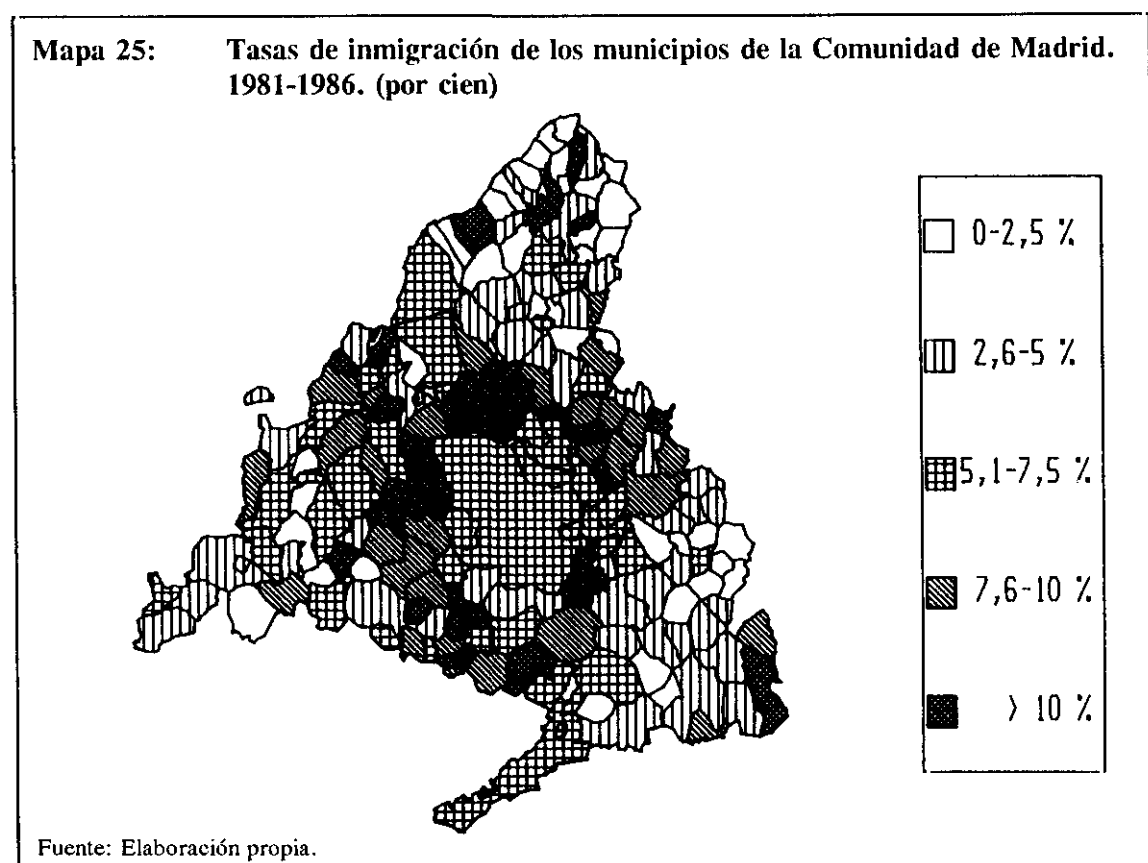 Mapa 25: Tasas de inmigración de los municipios de la Comunidad de Madrid.
1981-1986. (por cien)
0-2,5 %
2,6-5 %
5,1-7,5 %
7,6-10 %
> 10 %
Fuente: Elaboración propia.